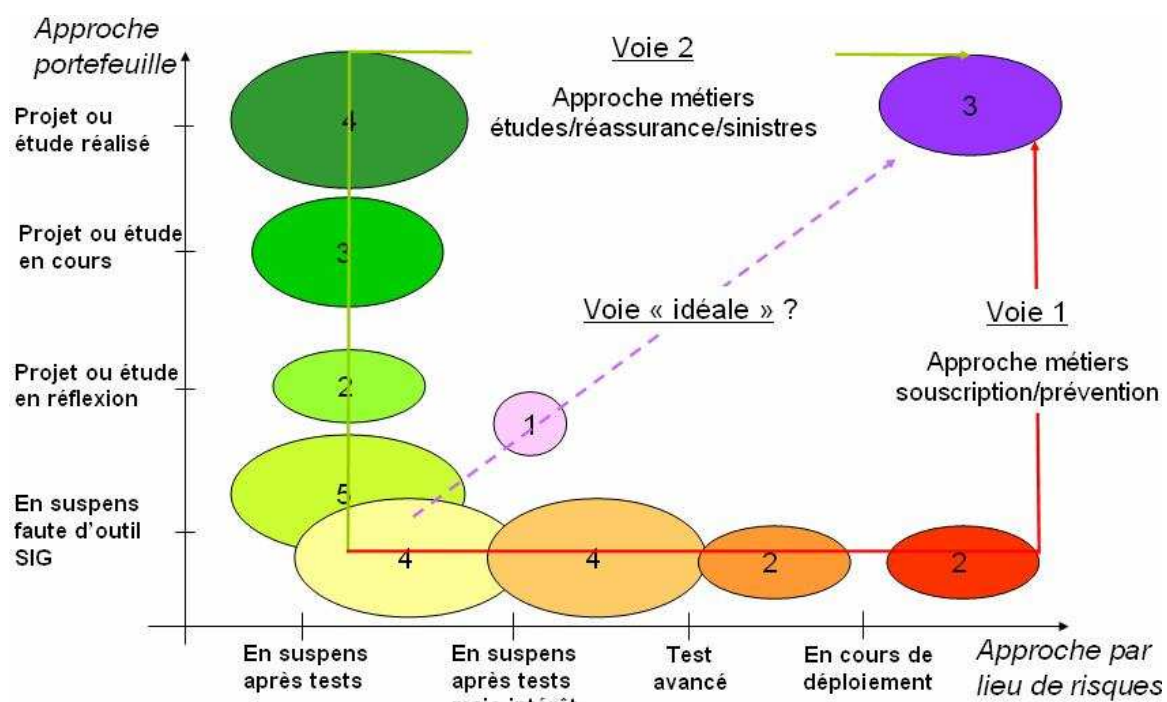 Approche
portefeuille
Projet ou
étude réalisé
Projet ou étude
en cours
Projet ou étude
en réflexion
En suspens
faute d'outil
SIG
4
3
2
5
4
4
2
2
1
3
Voie 2
Approche métiers
études/réassurance/sinistres
Voie « idéale » ?
Voie 1
Approche métiers
souscription/prévention
En suspens
après tests
En suspens
après tests
mais intérêt
Test
avancé
En cours de
déploiement
Approche par
lieu de risques